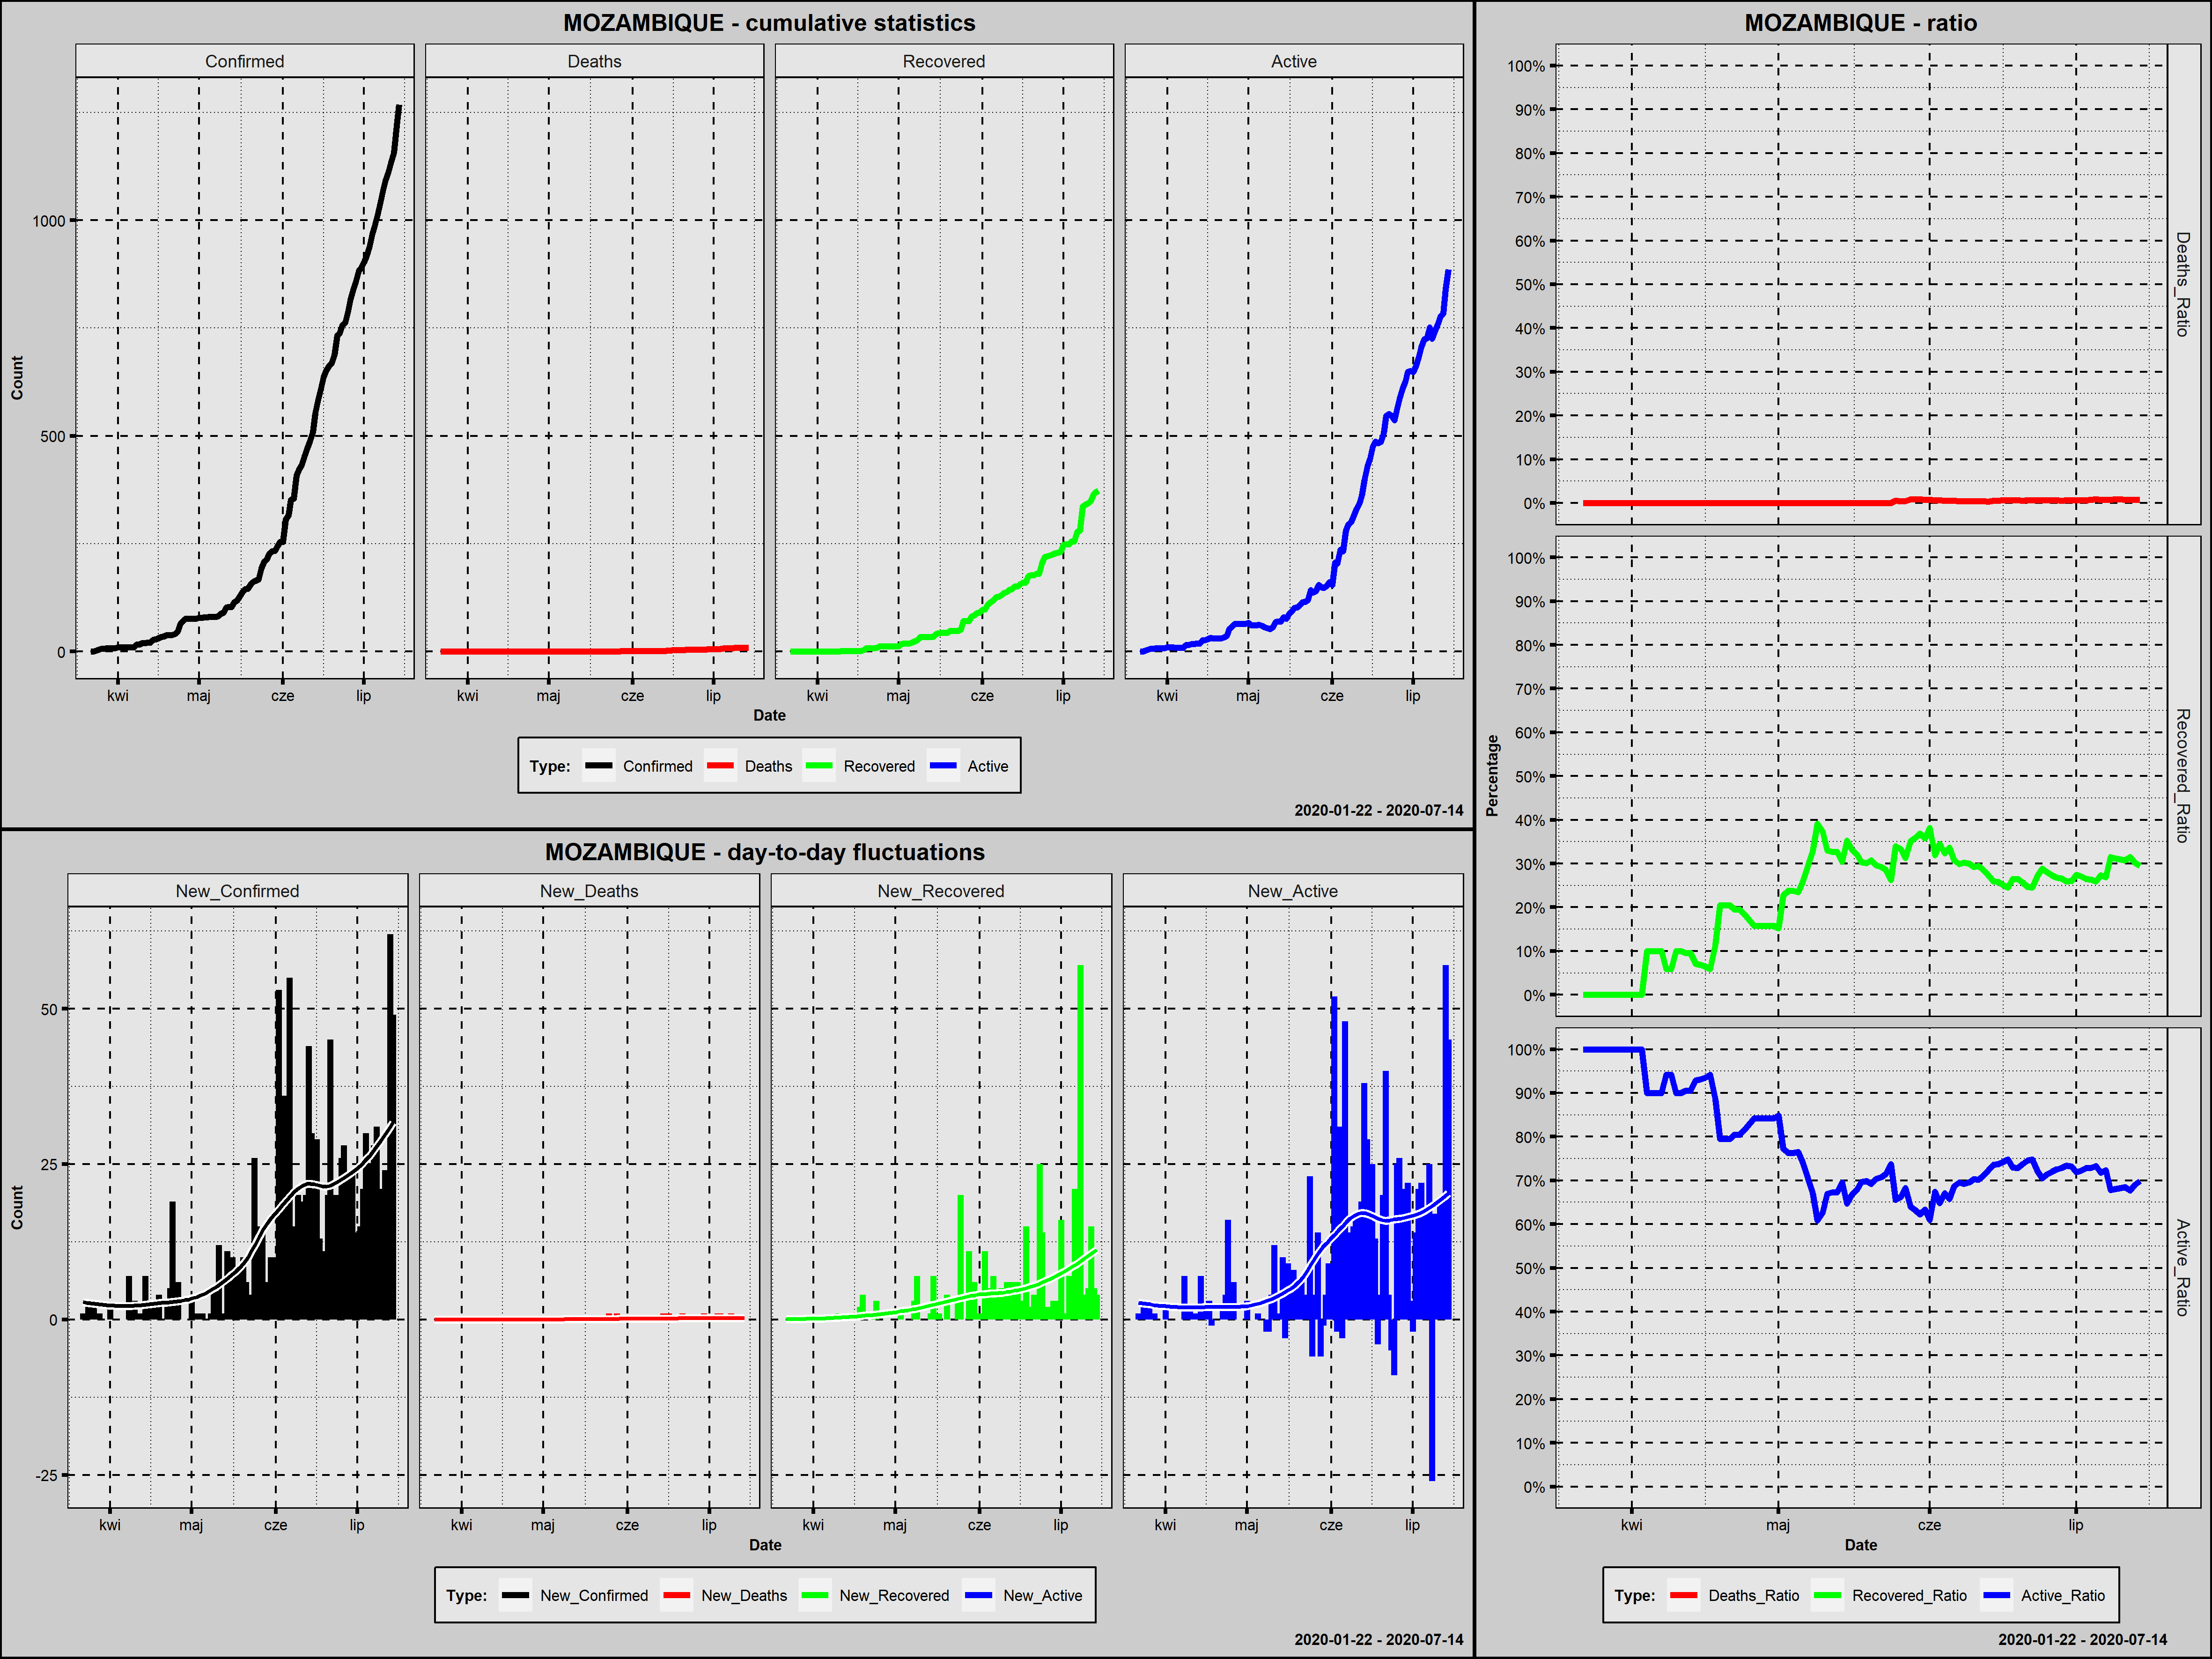 MOZAMBIQUE - cumulative statistics
Confirmed Deaths Recovered Active
Count
1000
500
0
kwi maj cze lip kwi maj cze lip kwi maj cze lip kwi maj cze lip
Date
Type: Confirmed Deaths Recovered Active
2020-01-22 - 2020-07-14
MOZAMBIQUE - day-to-day fluctuations
New_Confirmed New_Deaths New_Recovered New_Active
Count
50
25
0
-25
kwi maj cze lip kwi maj cze lip kwi maj cze lip kwi maj cze lip
Date
Type: New_Confirmed New_Deaths New_Recovered New_Active
2020-01-22 - 2020-07-14
MOZAMBIQUE - ratio
Percentage
100%
90%
80%
70%
60%
50%
40%
30%
20%
10%
0%
Deaths_Ratio
100%
90%
80%
70%
60%
50%
40%
30%
20%
10%
0%
Recovered_Ratio
100%
90%
80%
70%
60%
50%
40%
30%
20%
10%
0%
Active_Ratio
kwi maj cze lip
Date
Type: Deaths_Ratio Recovered_Ratio Active_Ratio
2020-01-22 - 2020-07-14